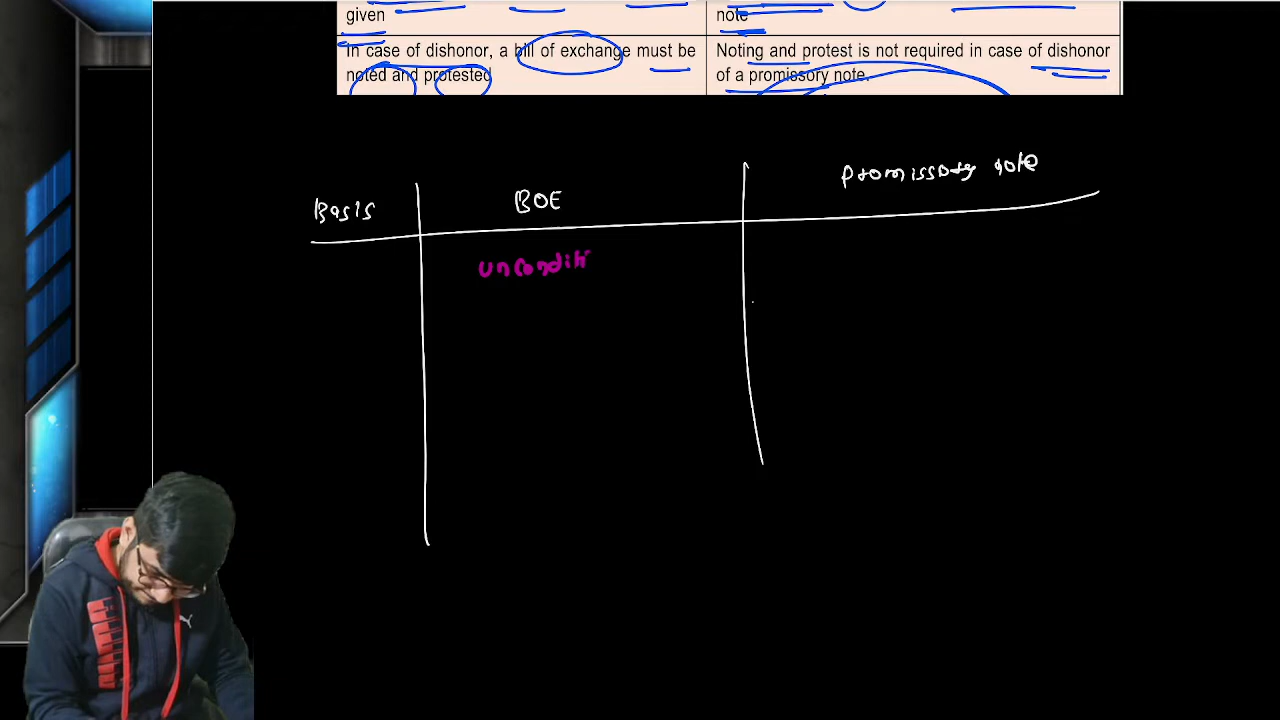 given
note
In case of dishonor, a bill of exchange must be
noted and protested
Noting and protest is not required in case of dishonor
of a promissory note.
Basis
BOE
Promissory note
unconditi